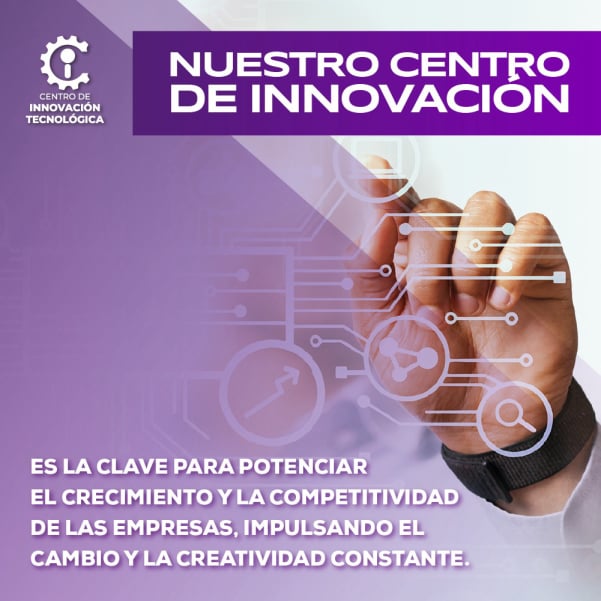 CENTRO DE
INNOVACIÓN
TECNOLÓGICA
NUESTRO CENTRO
DE INNOVACIÓN
ES LA CLAVE PARA POTENCIAR
EL CRECIMIENTO Y LA COMPETITIVIDAD
DE LAS EMPRESAS, IMPULSANDO EL
CAMBIO Y LA CREATIVIDAD CONSTANTE.